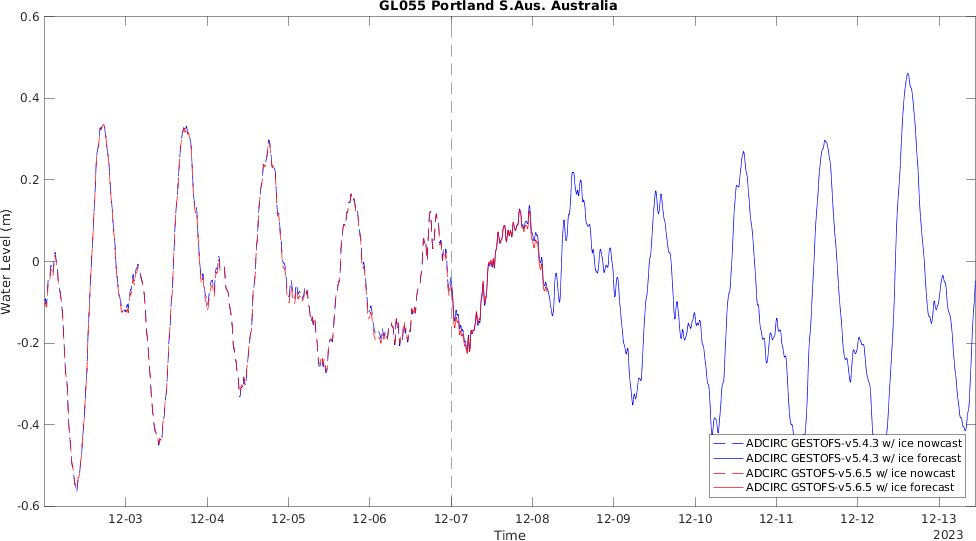 GL055 Portland S.Aus. Australia
0.6
0.4
0.2
0
-0.2
-0.4
-0.6
Water Level (m)
12-03 12-04 12-05 12-06 12-07 12-08 12-09 12-10 12-11 12-12 12-13
Time
2023
ADCIRC GESTOFS-v5.4.3 w/ ice nowcast
ADCIRC GESTOFS-v5.4.3 w/ ice forecast
ADCIRC GSTOFS-v5.6.5 w/ ice nowcast
ADCIRC GSTOFS-v5.6.5 w/ ice forecast